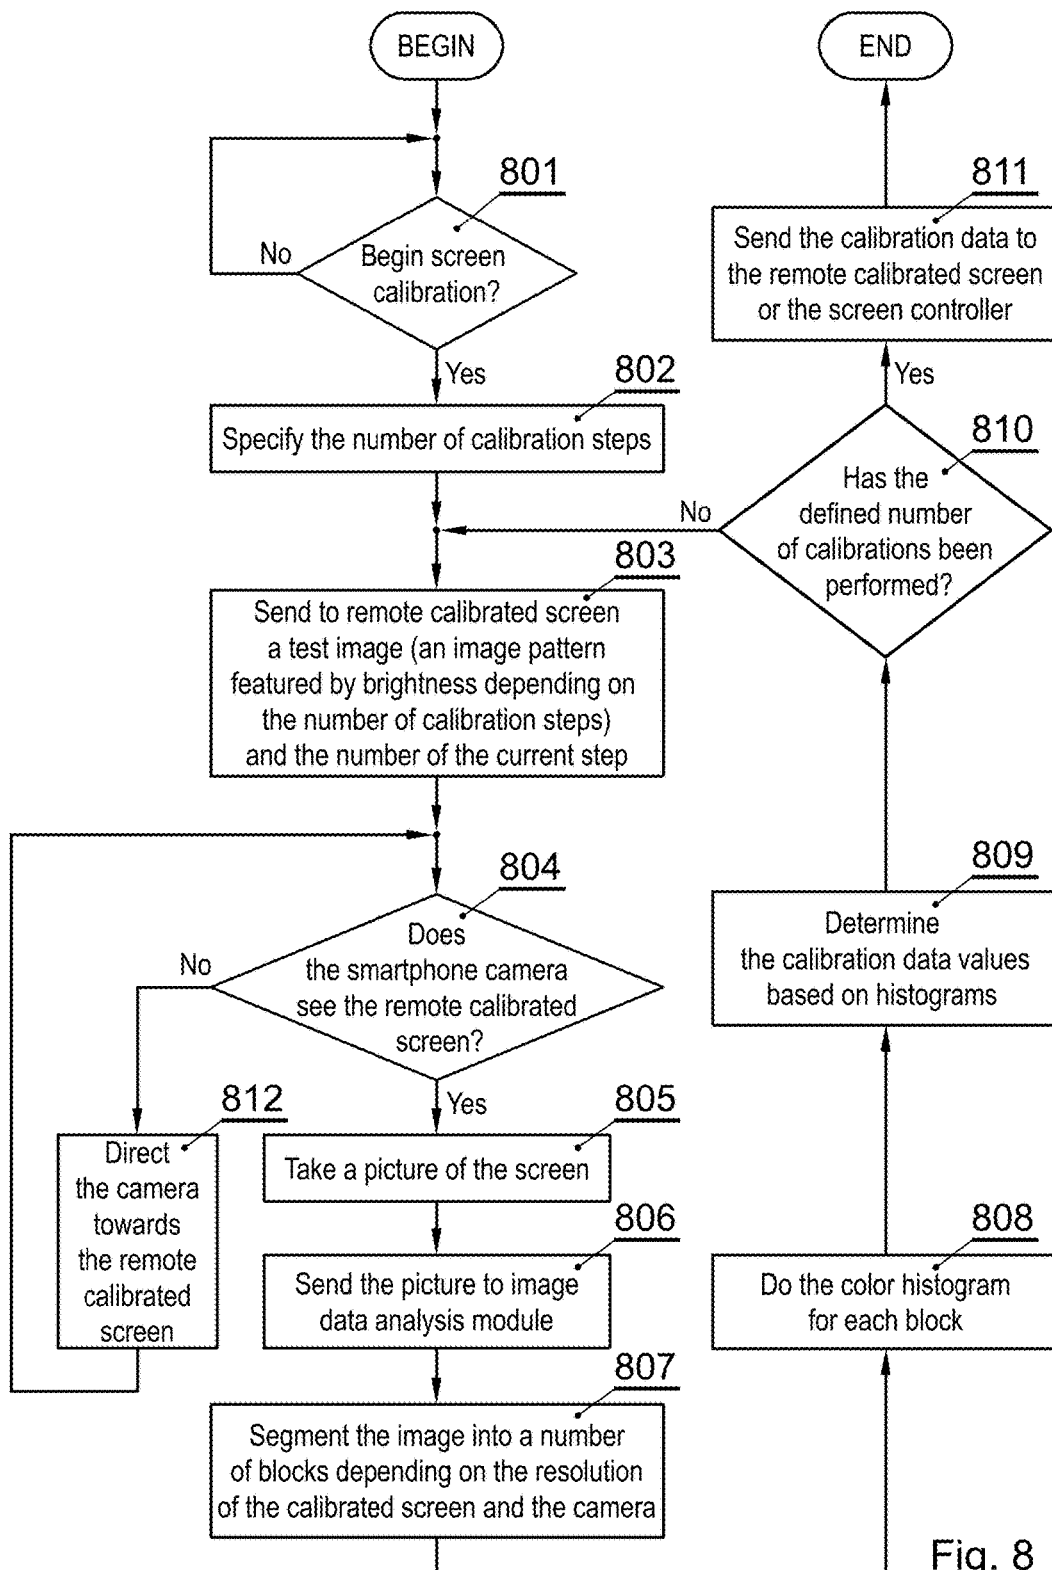 BEGIN
801
Begin screen
calibration?
No
Yes
802
Specify the number of calibration steps
803
Send to remote calibrated screen
a test image (an image pattern
featured by brightness depending on
the number of calibration steps)
and the number of the current step
804
Does
the smartphone camera
see the remote calibrated
screen?
No
Yes
812
Direct
the camera
towards
the remote
calibrated
screen
805
Take a picture of the screen
806
Send the picture to image
data analysis module
807
Segment the image into a number
of blocks depending on the resolution
of the calibrated screen and the camera
808
Do the color histogram
for each block
809
Determine
the calibration data values
based on histograms
810
Has the
defined number
of calibrations been
performed?
No
Yes
811
Send the calibration data to
the remote calibrated screen
or the screen controller
END
Fig. 8